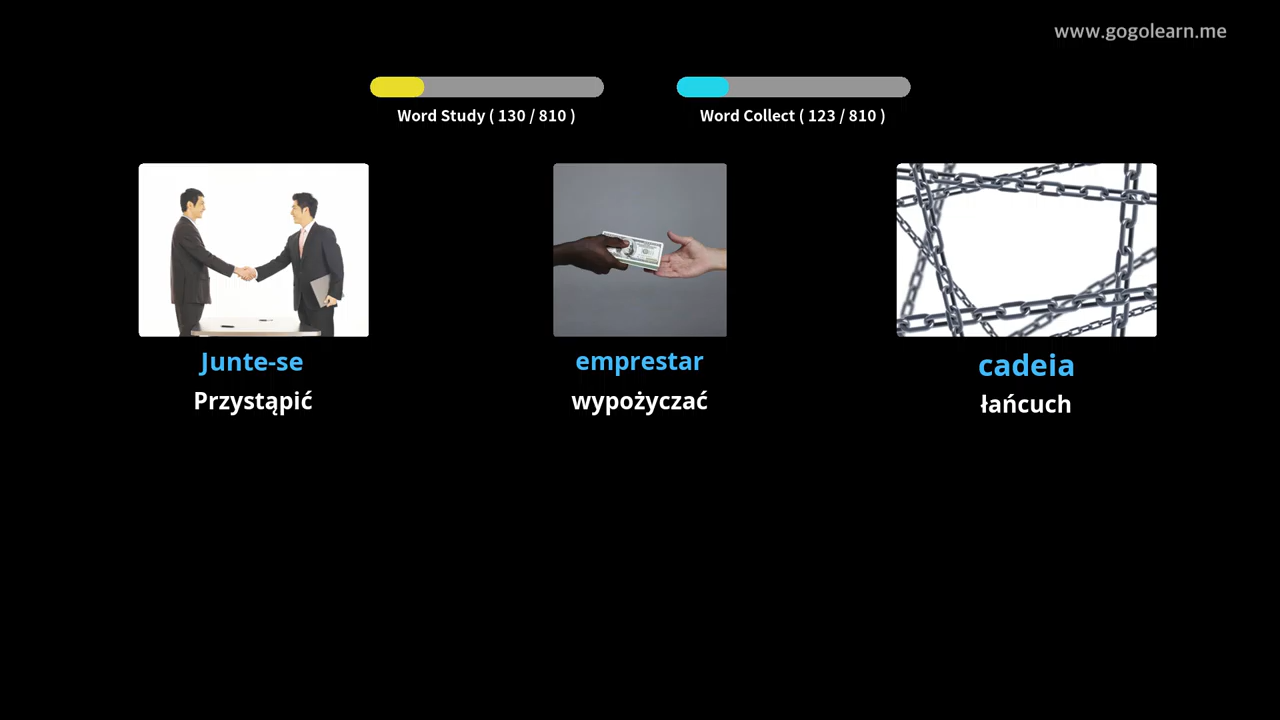 www.gogolearn.me
Word Study ( 130 / 810 )
Word Collect ( 123 / 810 )
Junte-se
Przystąpić
emprestar
wypożyczać
cadeia
łańcuch